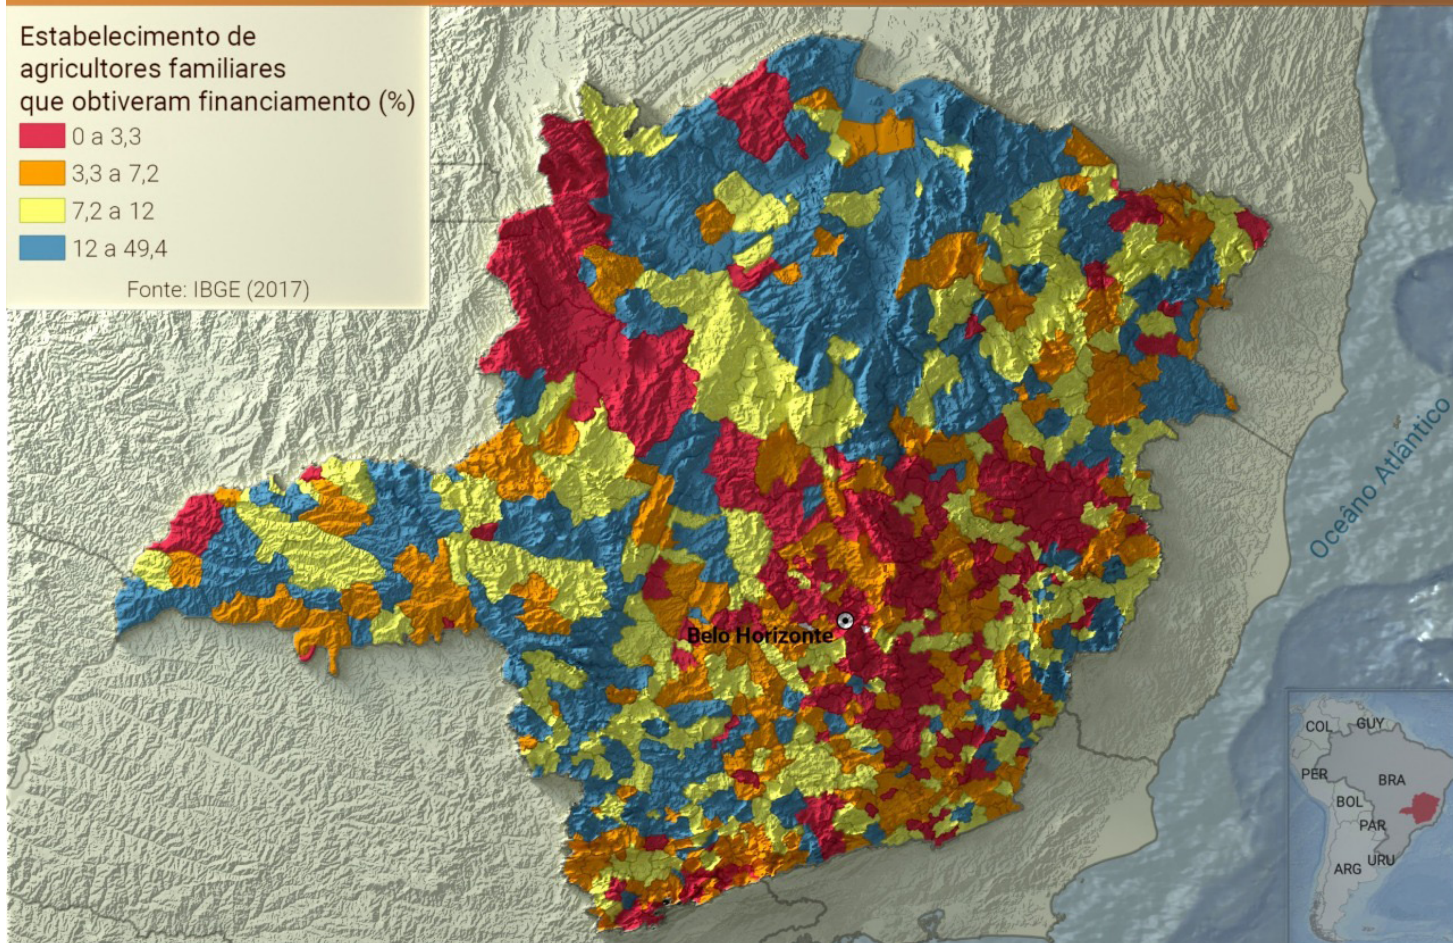 Estabelecimento de
agricultores familiares
que obtiveram financiamento (%)
0 a 3,3
3,3 a 7,2
7,2 a 12
12 a 49,4
Fonte: IBGE (2017)
Belo Horizonte
Oceâno Atlântico
COL
GUY
PER
BRA
BOL
PAR
URU
ARG